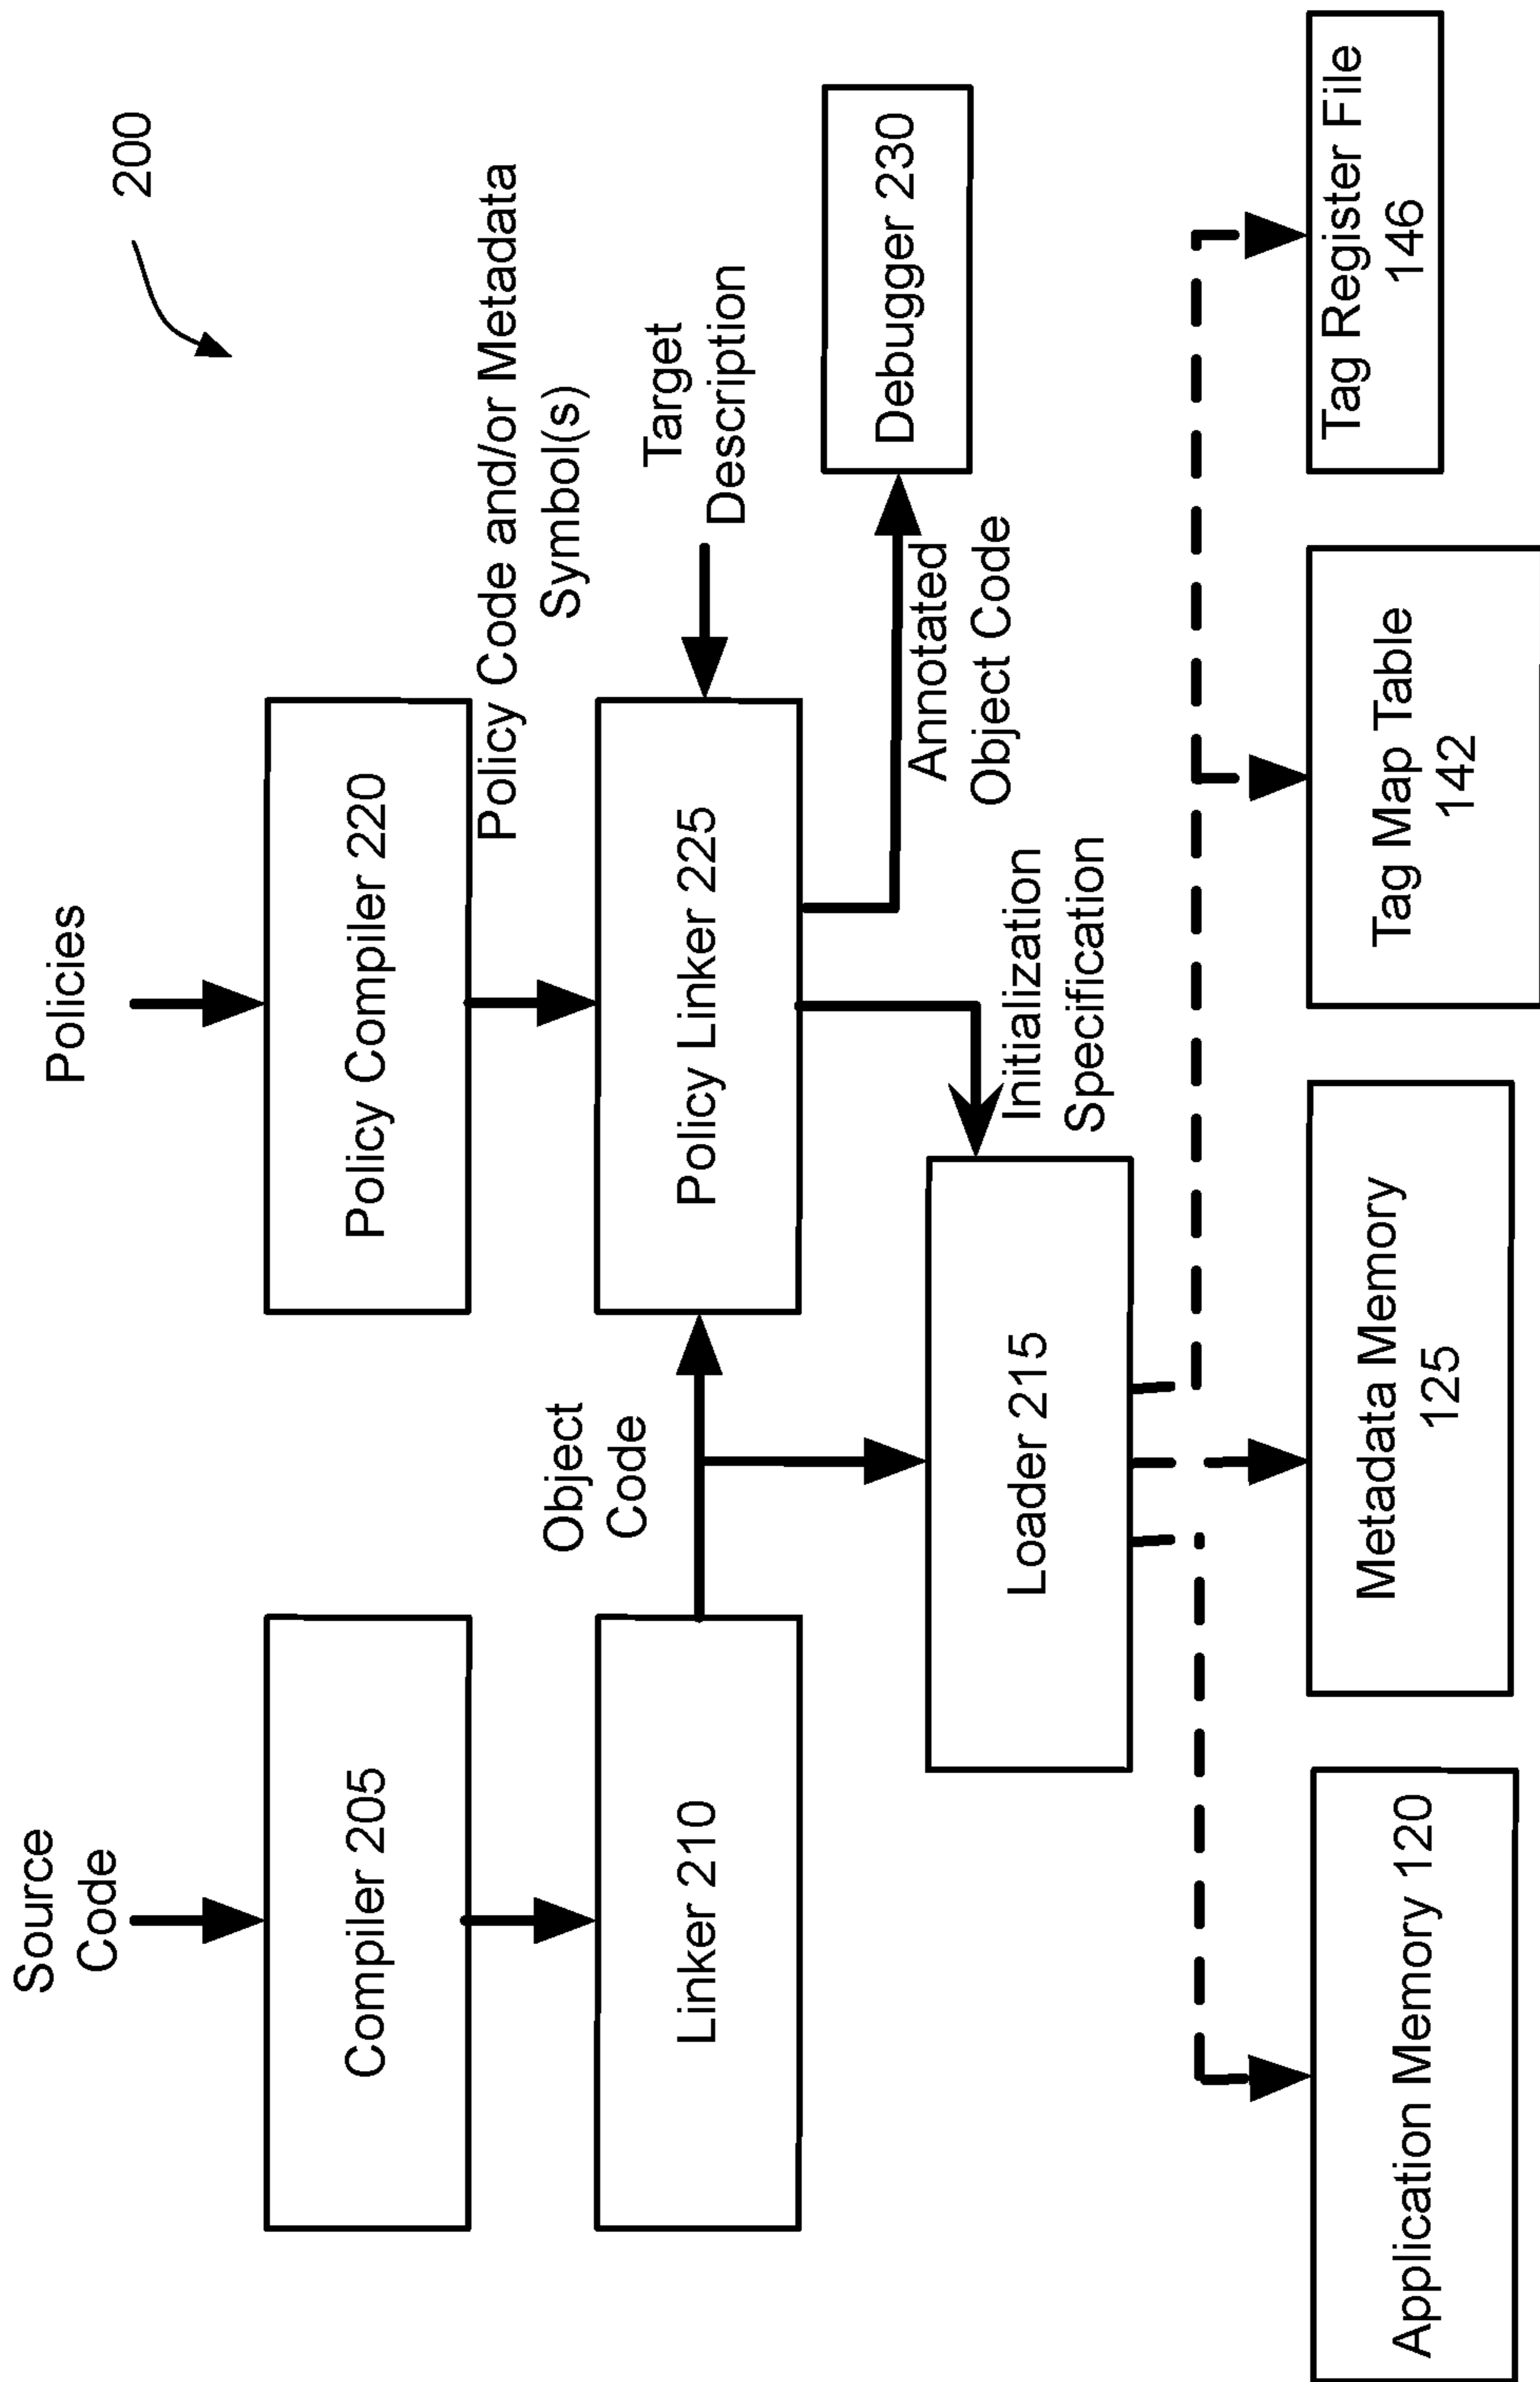 200
Source
Code
Policies
Compiler 205
Policy Compiler 220
Policy Code and/or Metadata
Symbol(s)
Object
Code
Target
Description
Linker 210
Policy Linker 225
Debugger 230
Annotated
Object Code
Initialization
Specification
Loader 215
Application Memory 120
Metadata Memory
125
Tag Map Table
142
Tag Register File
146